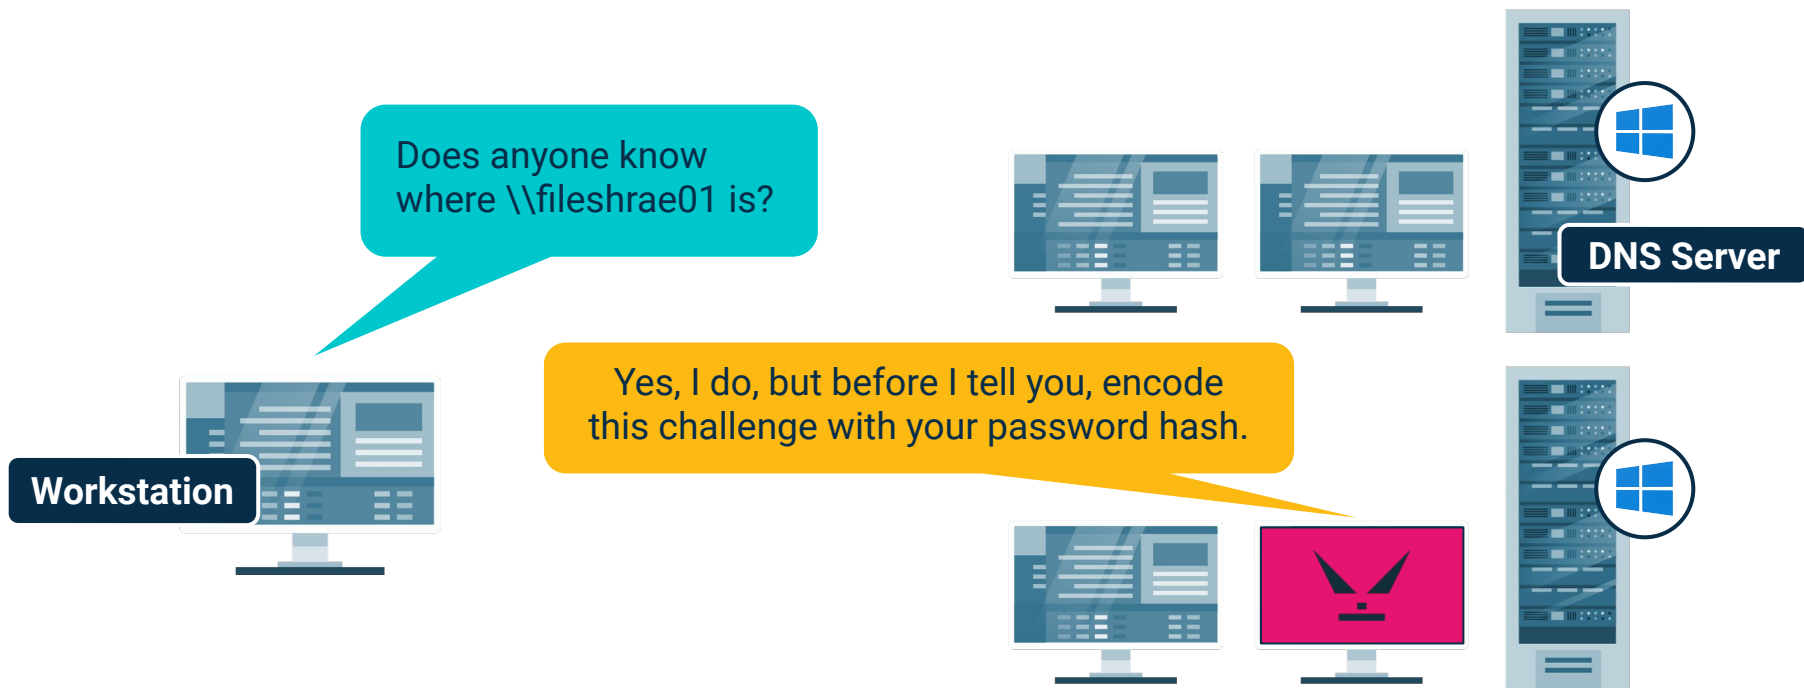 Does anyone know
where \\fileshrae01 is?
DNS Server
Yes, I do, but before I tell you, encode
this challenge with your password hash.
Workstation